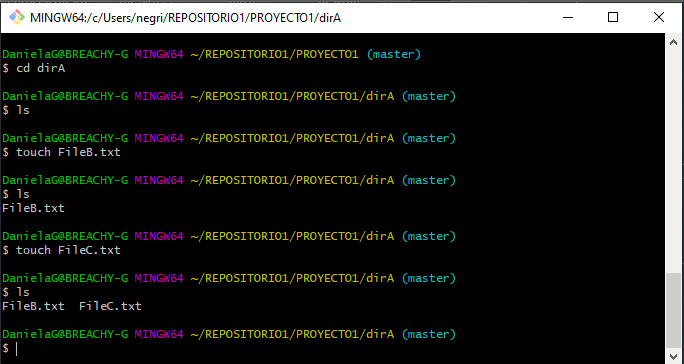 MINGW64:/c/Users/negri/REPOSITORIO1/PROYECTO1/dirA
DanielaG@BREACHY-G MINGW64 ~/REPOSITORIO1/PROYECTO1 (master)
$ cd dirA
DanielaG@BREACHY-G MINGW64 ~/REPOSITORIO1/PROYECTO1/dirA (master)
$ ls
DanielaG@BREACHY-G MINGW64 ~/REPOSITORIO1/PROYECTO1/dirA (master)
$ touch FileB.txt
DanielaG@BREACHY-G MINGW64 ~/REPOSITORIO1/PROYECTO1/dirA (master)
$ ls
FileB.txt
DanielaG@BREACHY-G MINGW64 ~/REPOSITORIO1/PROYECTO1/dirA (master)
$ touch FileC.txt
DanielaG@BREACHY-G MINGW64 ~/REPOSITORIO1/PROYECTO1/dirA (master)
$ ls
FileB.txt  FileC.txt
DanielaG@BREACHY-G MINGW64 ~/REPOSITORIO1/PROYECTO1/dirA (master)
$